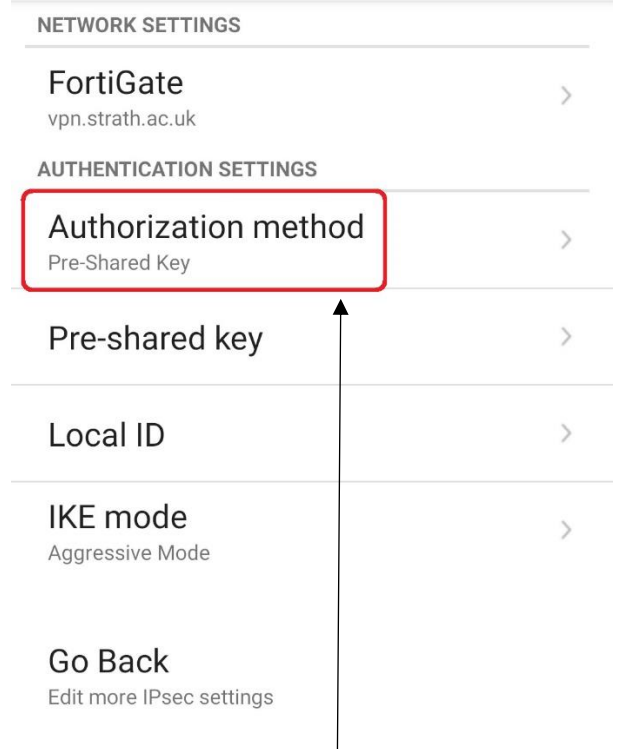 NETWORK SETTINGS
FortiGate
vpn.strath.ac.uk
AUTHENTICATION SETTINGS
Authorization method
Pre-Shared Key
Pre-shared key
Local ID
IKE mode
Aggressive Mode
Go Back
Edit more IPsec settings